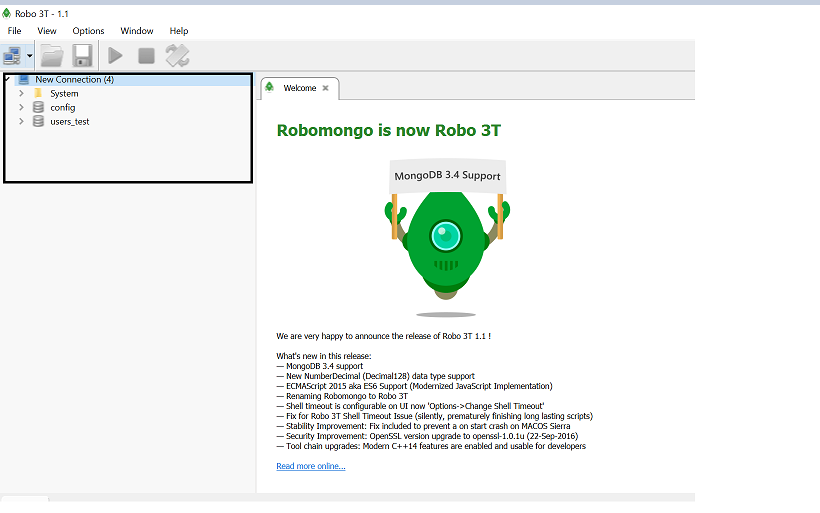 Robo 3T - 1.1
File View Options Window Help
New Connection (4)
System
config
users_test
Welcome
Robomongo is now Robo 3T
MongoDB 3.4 Support
We are very happy to announce the release of Robo 3T 1.1 !
What's new in this release:
— MongoDB 3.4 support
— New NumberDecimal (Decimal128) data type support
— ECMAScript 2015 aka ES6 Support (Modernized JavaScript Implementation)
— Renaming Robomongo to Robo 3T
— Shell timeout is configurable on UI now 'Options->Change Shell Timeout'
— Fix for Robo 3T Shell Timeout Issue (silently, prematurely finishing long lasting scripts)
— Stability Improvement: Fix included to prevent a on start crash on MACOS Sierra
— Security Improvement: OpenSSL version upgrade to openssl-1.0.1u (22-Sep-2016)
— Tool chain upgrades: Modern C++14 features are enabled and usable for developers
Read more online...